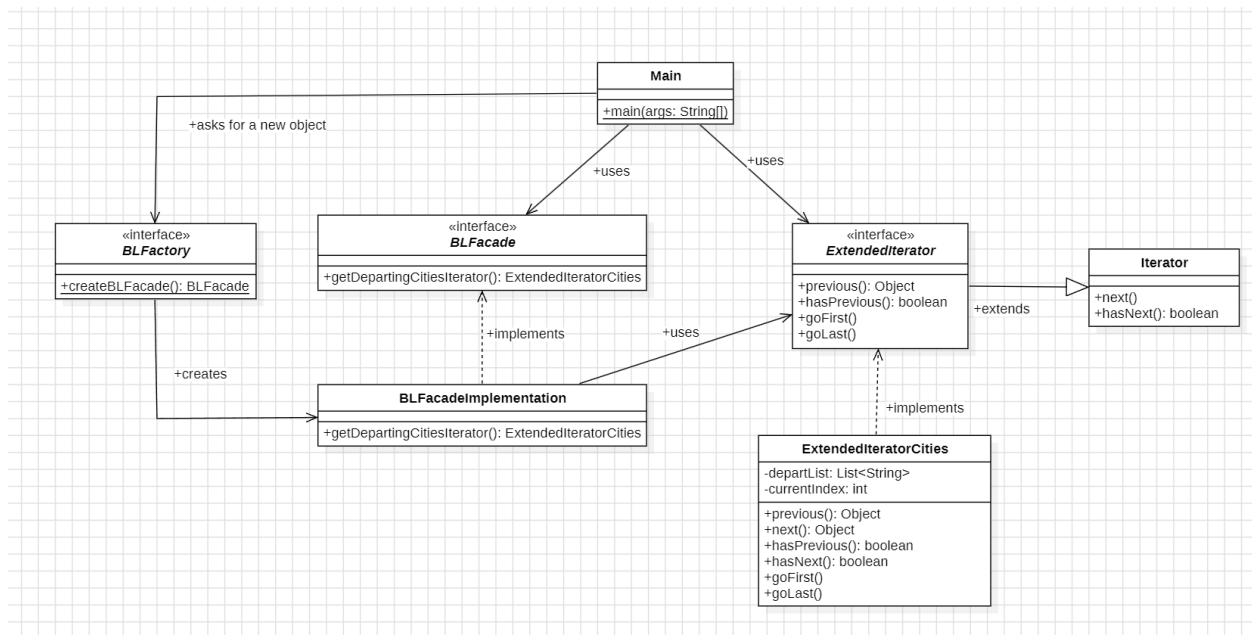 Main
+main(args: String[])
+asks for a new object
+uses
+uses
«interface»
BLFactory
+createBLFacade(): BLFacade
«interface»
BLFacade
+getDepartingCitiesIterator(): ExtendedIteratorCities
«interface»
ExtendedIterator
+previous(): Object
+hasPrevious(): boolean
+goFirst()
+goLast()
Iterator
+next()
+hasNext(): boolean
+extends
+implements
+uses
+creates
BLFacadeImplementation
+getDepartingCitiesIterator(): ExtendedIteratorCities
+implements
ExtendedIteratorCities
-departList: List<String>
-currentIndex: int
+previous(): Object
+next(): Object
+hasPrevious(): boolean
+hasNext(): boolean
+goFirst()
+goLast()